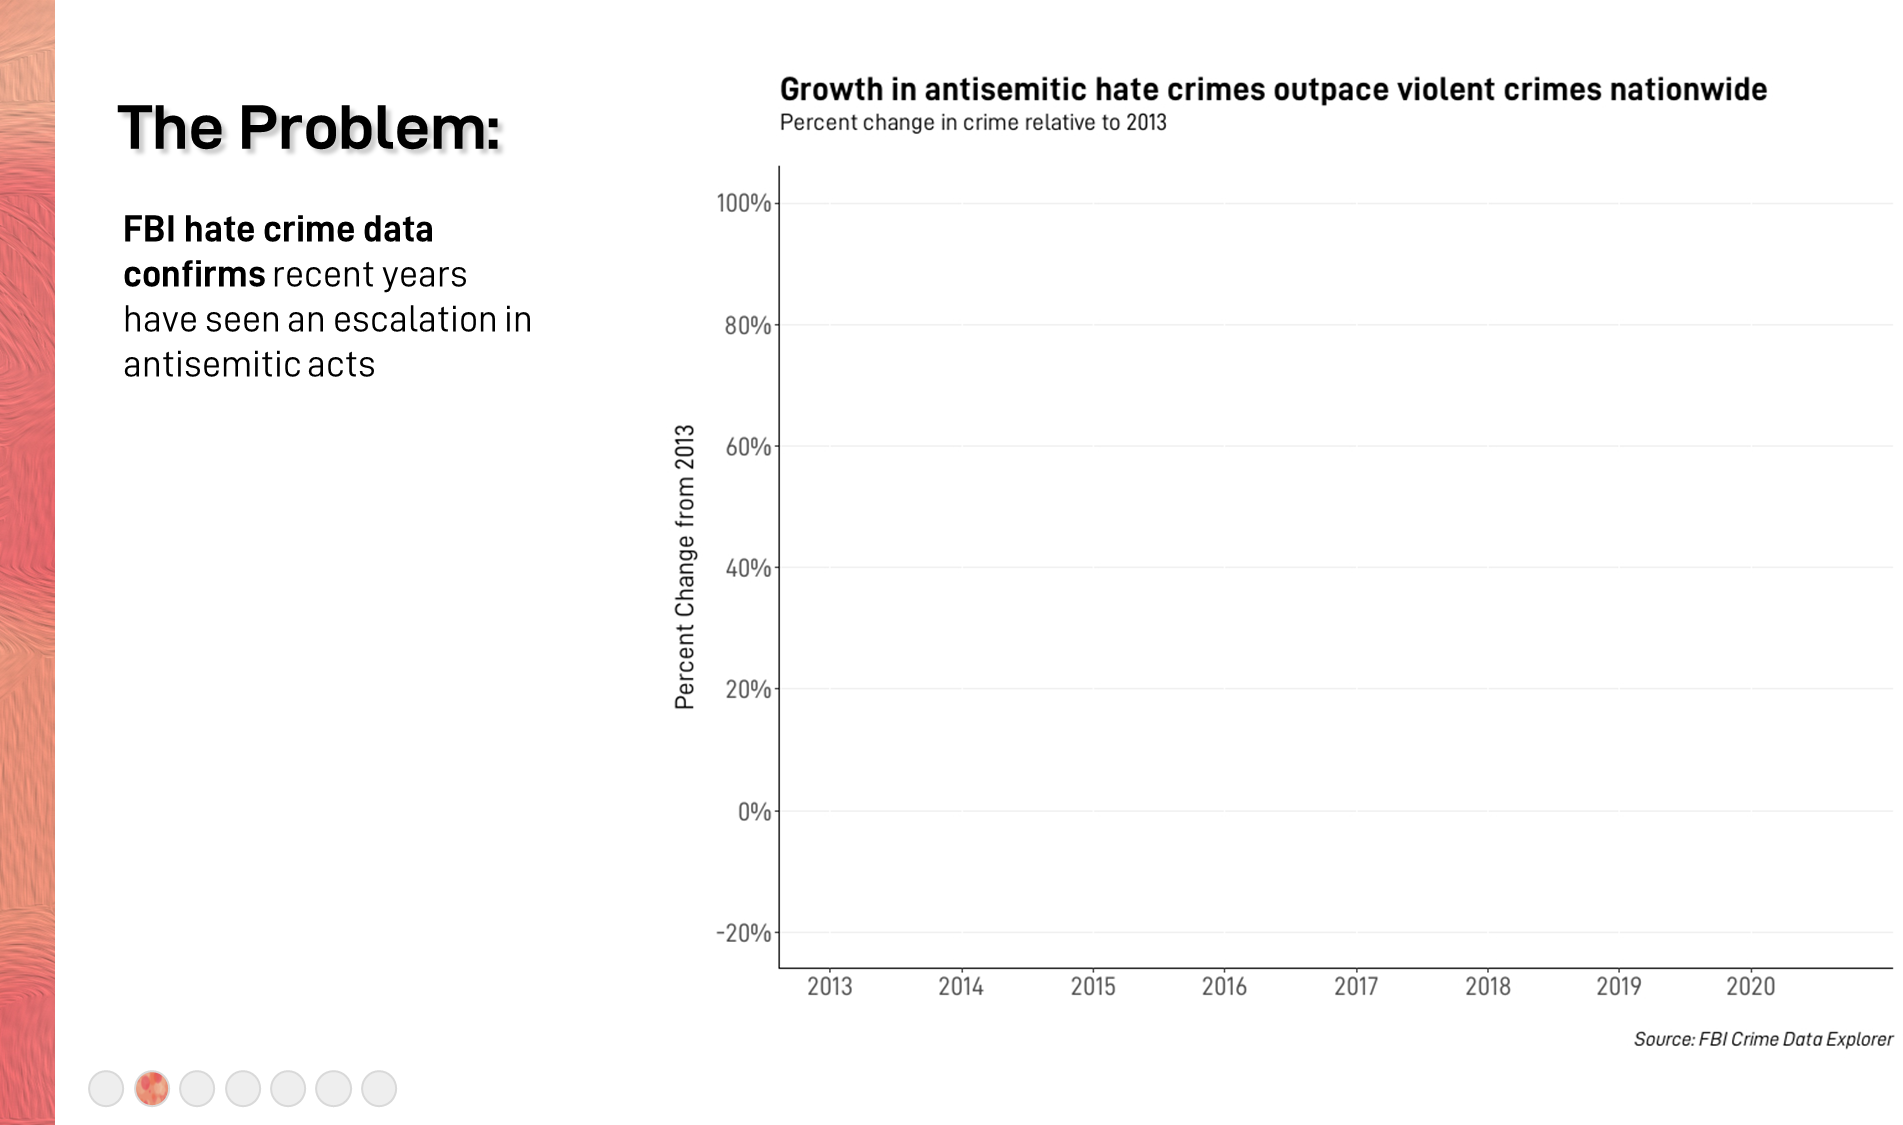 The Problem:
FBI hate crime data
confirms recent years
have seen an escalation in
antisemitic acts
Growth in antisemitic hate crimes outpace violent crimes nationwide
Percent change in crime relative to 2013
Percent Change from 2013
100%
80%
60%
40%
20%
0%
-20%
2013 2014 2015 2016 2017 2018 2019 2020
Source: FBI Crime Data Explorer